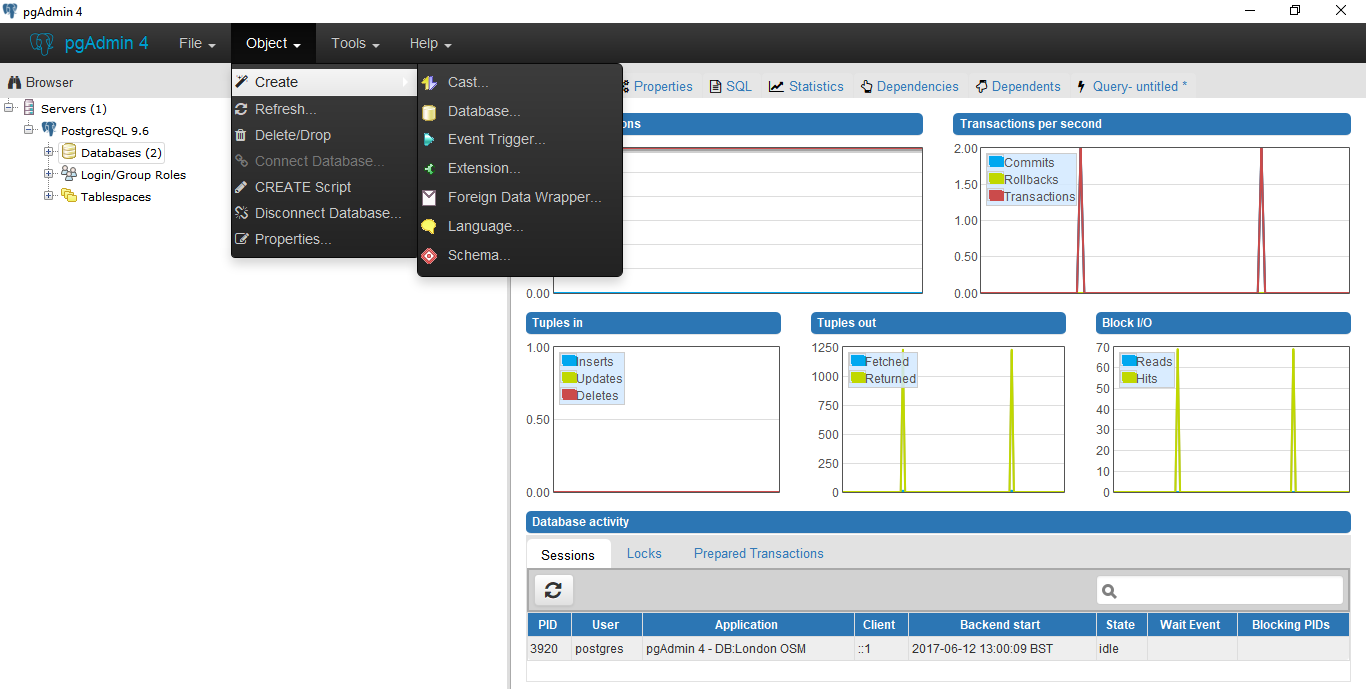 pgAdmin 4
pgAdmin 4 File Object Tools Help
Browser
Servers (1)
PostgreSQL 9.6
Databases (2)
Login/Group Roles
Tablespaces
Create
Refresh...
Delete/Drop
Connect Database...
CREATE Script
Disconnect Database...
Properties...
Cast...
Database...
Event Trigger...
Extension...
Foreign Data Wrapper...
Language...
Schema...
Properties SQL Statistics Dependencies Dependents Query- untitled *
0.00
Transactions per second
2.00
1.50
1.00
0.50
0.00
Commits
Rollbacks
Transactions
Tuples in
1.00
0.50
0.00
Inserts
Updates
Deletes
Tuples out
1250
1000
750
500
250
0
Fetched
Returned
Block I/O
70
60
50
40
30
20
10
0
Reads
Hits
Database activity
Sessions Locks Prepared Transactions
PID User Application Client Backend start State Wait Event Blocking PIDs
3920 postgres pgAdmin 4 - DB:London OSM ::1 2017-06-12 13:00:09 BST idle